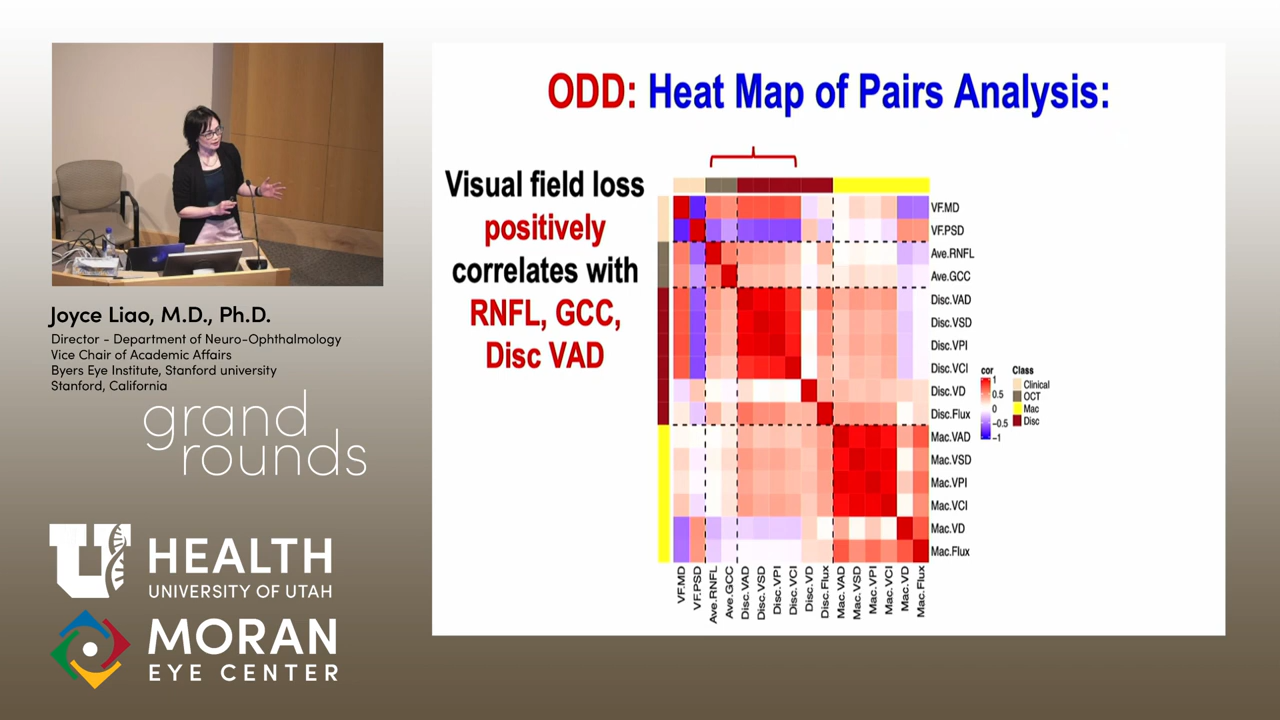 ODD: Heat Map of Pairs Analysis:
Visual field loss
positively
correlates with
RNFL, GCC,
Disc VAD
VF.MD
VF.PSD
Ave.RNFL
Ave.GCC
Disc.VAD
Disc.VSD
Disc.VPI
Disc.VCI
Disc.VD
Disc.Flux
Mac.VAD
Mac.VSD
Mac.VPI
Mac.VCI
Mac.VD
Mac.Flux
VF.MD
VF.PSD
Ave.RNFL
Ave.GCC
Disc.VAD
Disc.VSD
Disc.VPI
Disc.VCI
Disc.VD
Disc.Flux
Mac.VAD
Mac.VSD
Mac.VPI
Mac.VCI
Mac.VD
Mac.Flux
cor
1
0.5
0
−0.5
−1
Class
Clinical
OCT
Mac
Disc
Joyce Liao, M.D., Ph.D.
Director - Department of Neuro-Ophthalmology
Vice Chair of Academic Affairs
Byers Eye Institute, Stanford university
Stanford, California
grand
rounds
U
HEALTH
UNIVERSITY OF UTAH
MORAN
EYE CENTER